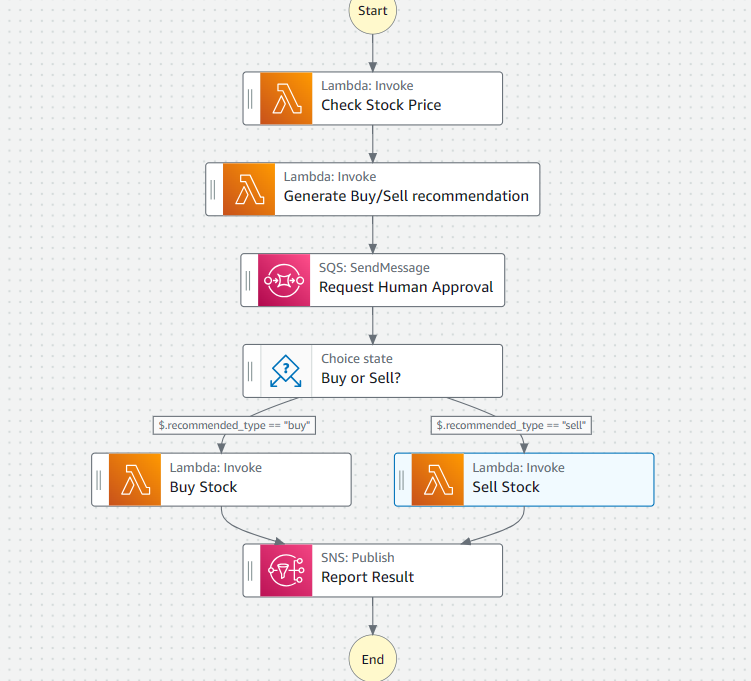 Start
Lambda: Invoke
Check Stock Price
Lambda: Invoke
Generate Buy/Sell recommendation
SQS: SendMessage
Request Human Approval
Choice state
Buy or Sell?
$.recommended_type == "buy"
$.recommended_type == "sell"
Lambda: Invoke
Buy Stock
Lambda: Invoke
Sell Stock
SNS: Publish
Report Result
End